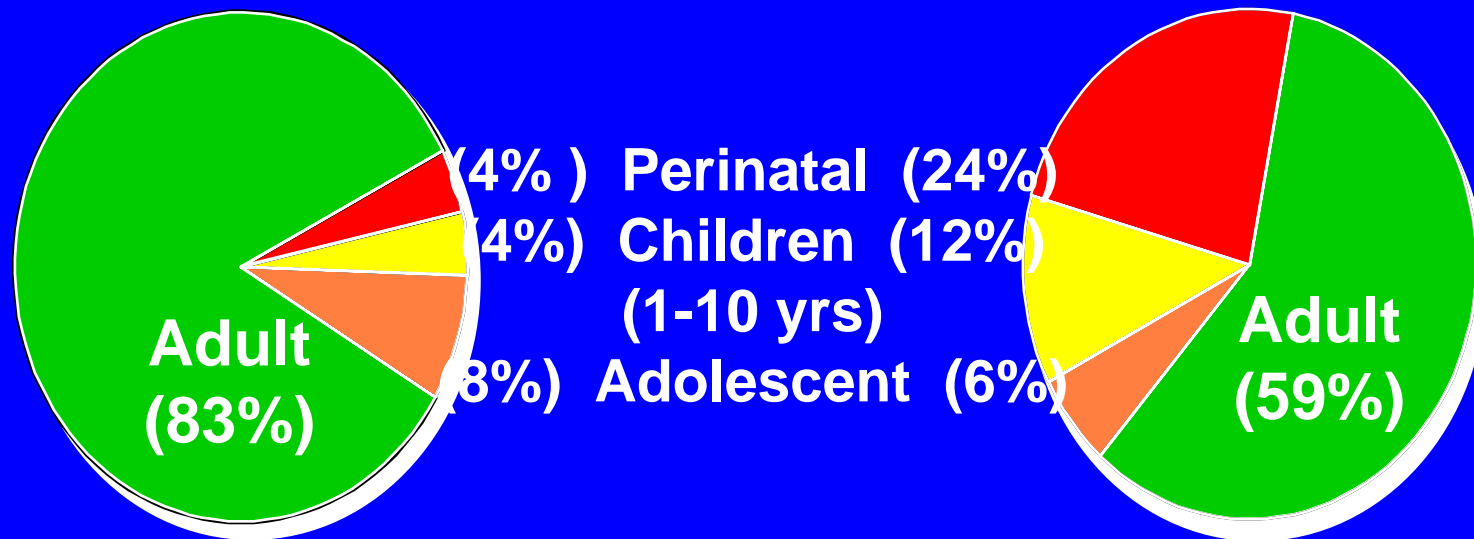 (4% ) Perinatal (24%)
(4%) Children (12%)
(1-10 yrs)
(8%) Adolescent (6%)
Adult
(83%)
Adult
(59%)